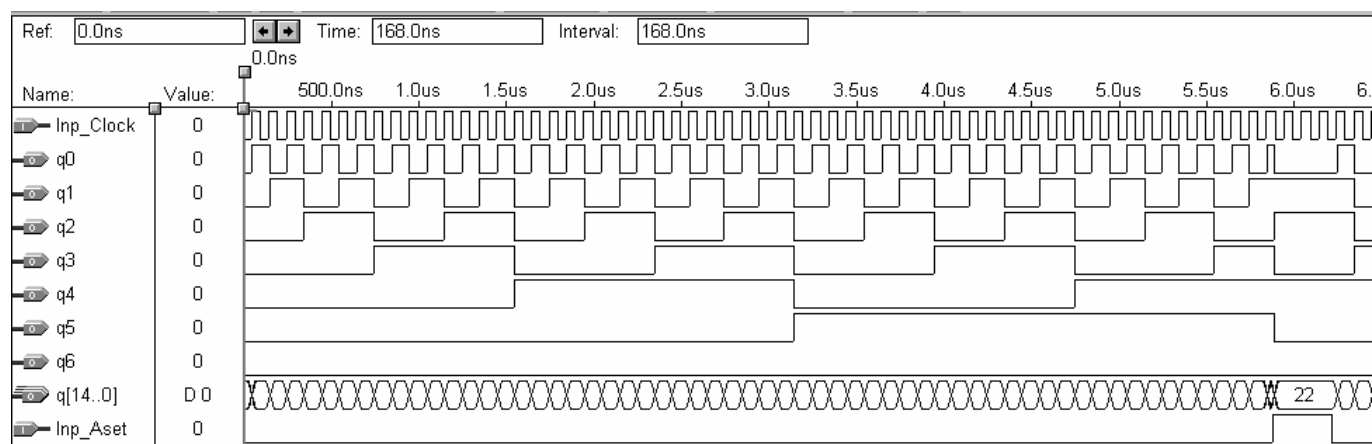 Ref: 0.0ns Time: 168.0ns Interval: 168.0ns
0.0ns
Name: Value: 500.0ns 1.0us 1.5us 2.0us 2.5us 3.0us 3.5us 4.0us 4.5us 5.0us 5.5us 6.0us 6.
Inp_Clock 0
q0 0
q1 0
q2 0
q3 0
q4 0
q5 0
q6 0
q[14..0] D 0 22
Inp_Aset 0